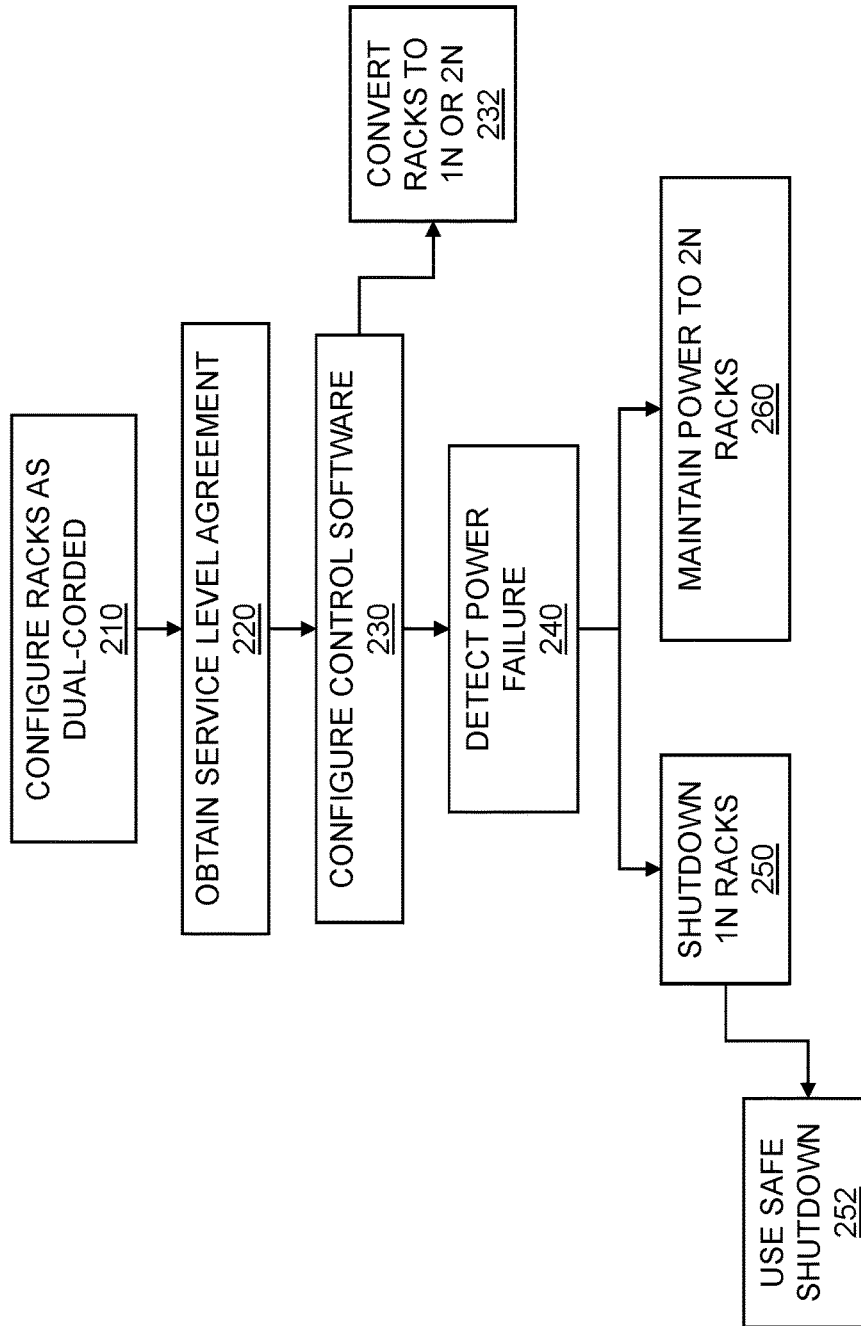 CONFIGURE RACKS AS
DUAL-CORDED
210
OBTAIN SERVICE LEVEL AGREEMENT
220
CONFIGURE CONTROL SOFTWARE
230
CONVERT
RACKS TO
1N OR 2N
232
DETECT POWER
FAILURE
240
SHUTDOWN
1N RACKS
250
USE SAFE
SHUTDOWN
252
MAINTAIN POWER TO 2N
RACKS
260